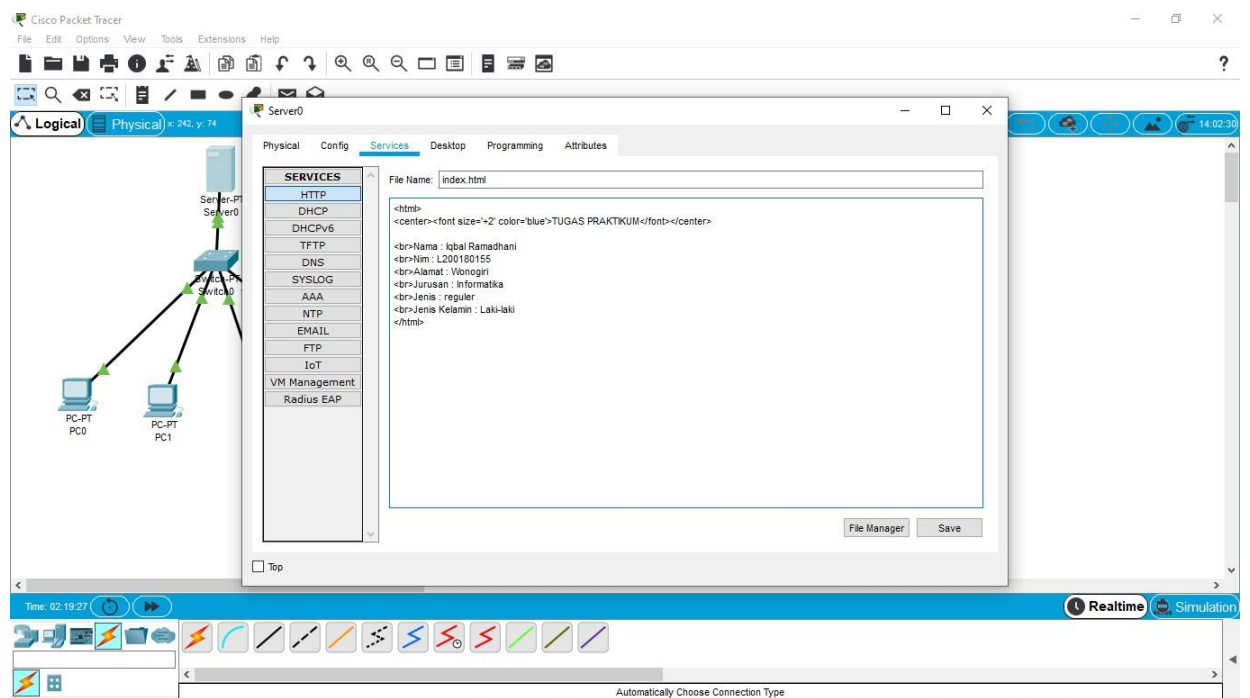 Cisco Packet Tracer
File Edit Options View Tools Extensions Help
?
Logical Physical x: 242, y: 74 14:02:30
Server0
Physical Config Services Desktop Programming Attributes
SERVICES
HTTP
DHCP
DHCPv6
TFTP
DNS
SYSLOG
AAA
NTP
EMAIL
FTP
IoT
VM Management
Radius EAP
File Name: index.html
<html>
<center><font size='+2' color='blue'>TUGAS PRAKTIKUM</font></center>
<br>Nama : Iqbal Ramadhani
<br>Nim : L200180155
<br>Alamat : Wonogiri
<br>Jurusan : Informatika
<br>Jenis : reguler
<br>Jenis Kelamin : Laki-laki
</html>
File Manager Save
Top
Server-PT
Server0
Switch-PT
Switch0
PC-PT
PC0
PC-PT
PC1
Time: 02:19:27 Realtime Simulation
Automatically Choose Connection Type